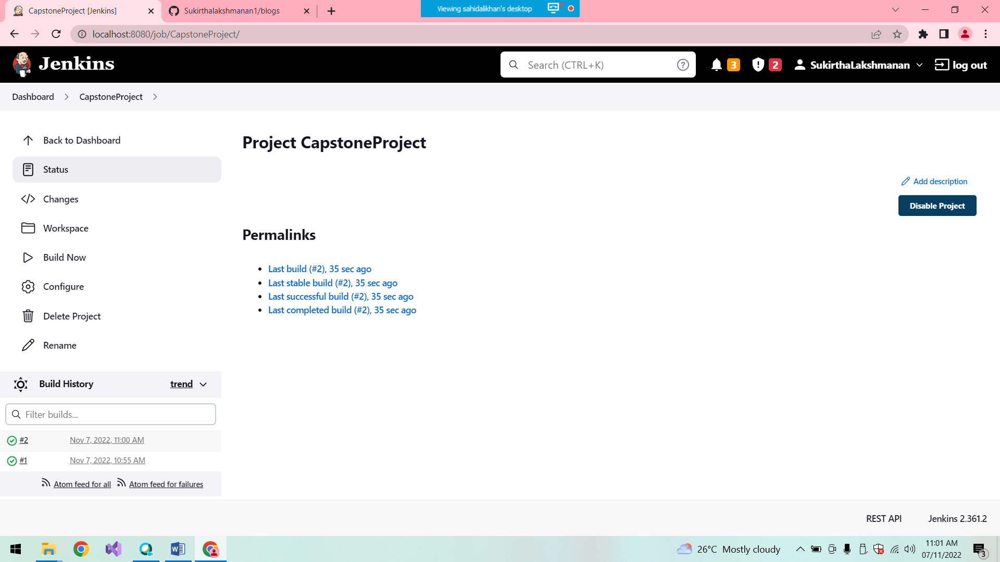 CapstoneProject [Jenkins]
Sukirthalakshmanan1/blogs
Viewing sahidalikhan's desktop
localhost:8080/job/CapstoneProject/
Jenkins
Search (CTRL+K)
3
2
SukirthaLakshmanan
log out
Dashboard
CapstoneProject
Back to Dashboard
Status
Changes
Workspace
Build Now
Configure
Delete Project
Rename
Project CapstoneProject
Add description
Disable Project
Permalinks
Last build (#2), 35 sec ago
Last stable build (#2), 35 sec ago
Last successful build (#2), 35 sec ago
Last completed build (#2), 35 sec ago
Build History
trend
Filter builds...
#2 Nov 7, 2022, 11:00 AM
#1 Nov 7, 2022, 10:55 AM
Atom feed for all
Atom feed for failures
REST API
Jenkins 2.361.2
26°C Mostly cloudy
11:01 AM
07/11/2022
3